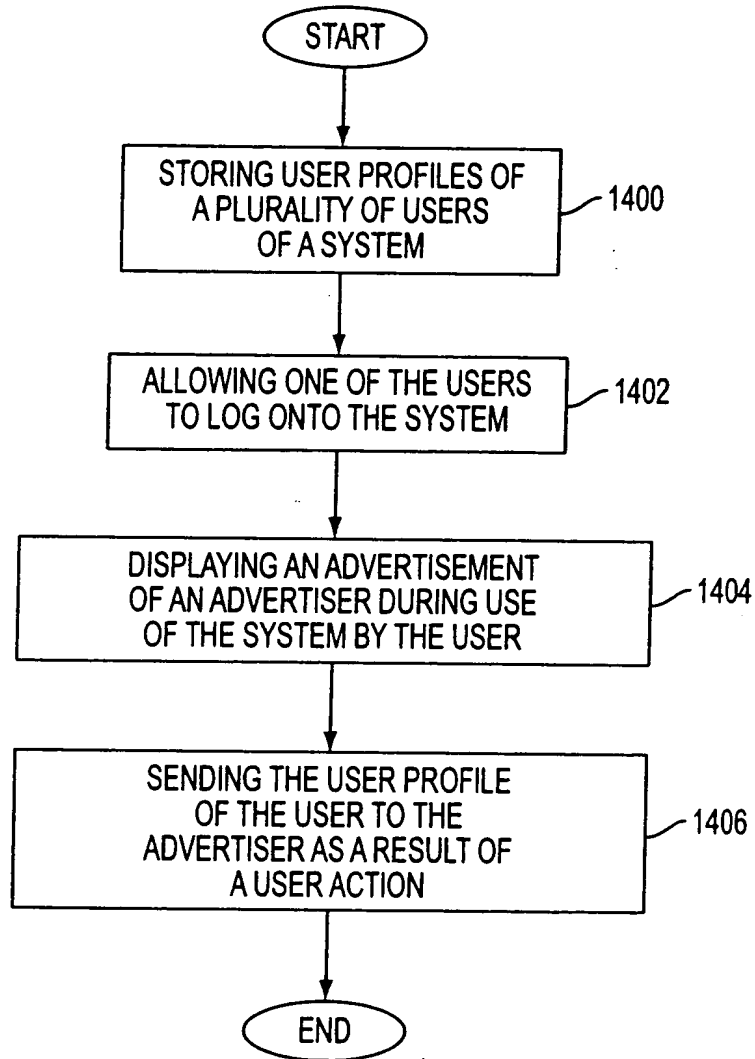 START
STORING USER PROFILES OF
A PLURALITY OF USERS
OF A SYSTEM
1400
ALLOWING ONE OF THE USERS
TO LOG ONTO THE SYSTEM
1402
DISPLAYING AN ADVERTISEMENT
OF AN ADVERTISER DURING USE
OF THE SYSTEM BY THE USER
1404
SENDING THE USER PROFILE
OF THE USER TO THE
ADVERTISER AS A RESULT OF
A USER ACTION
1406
END